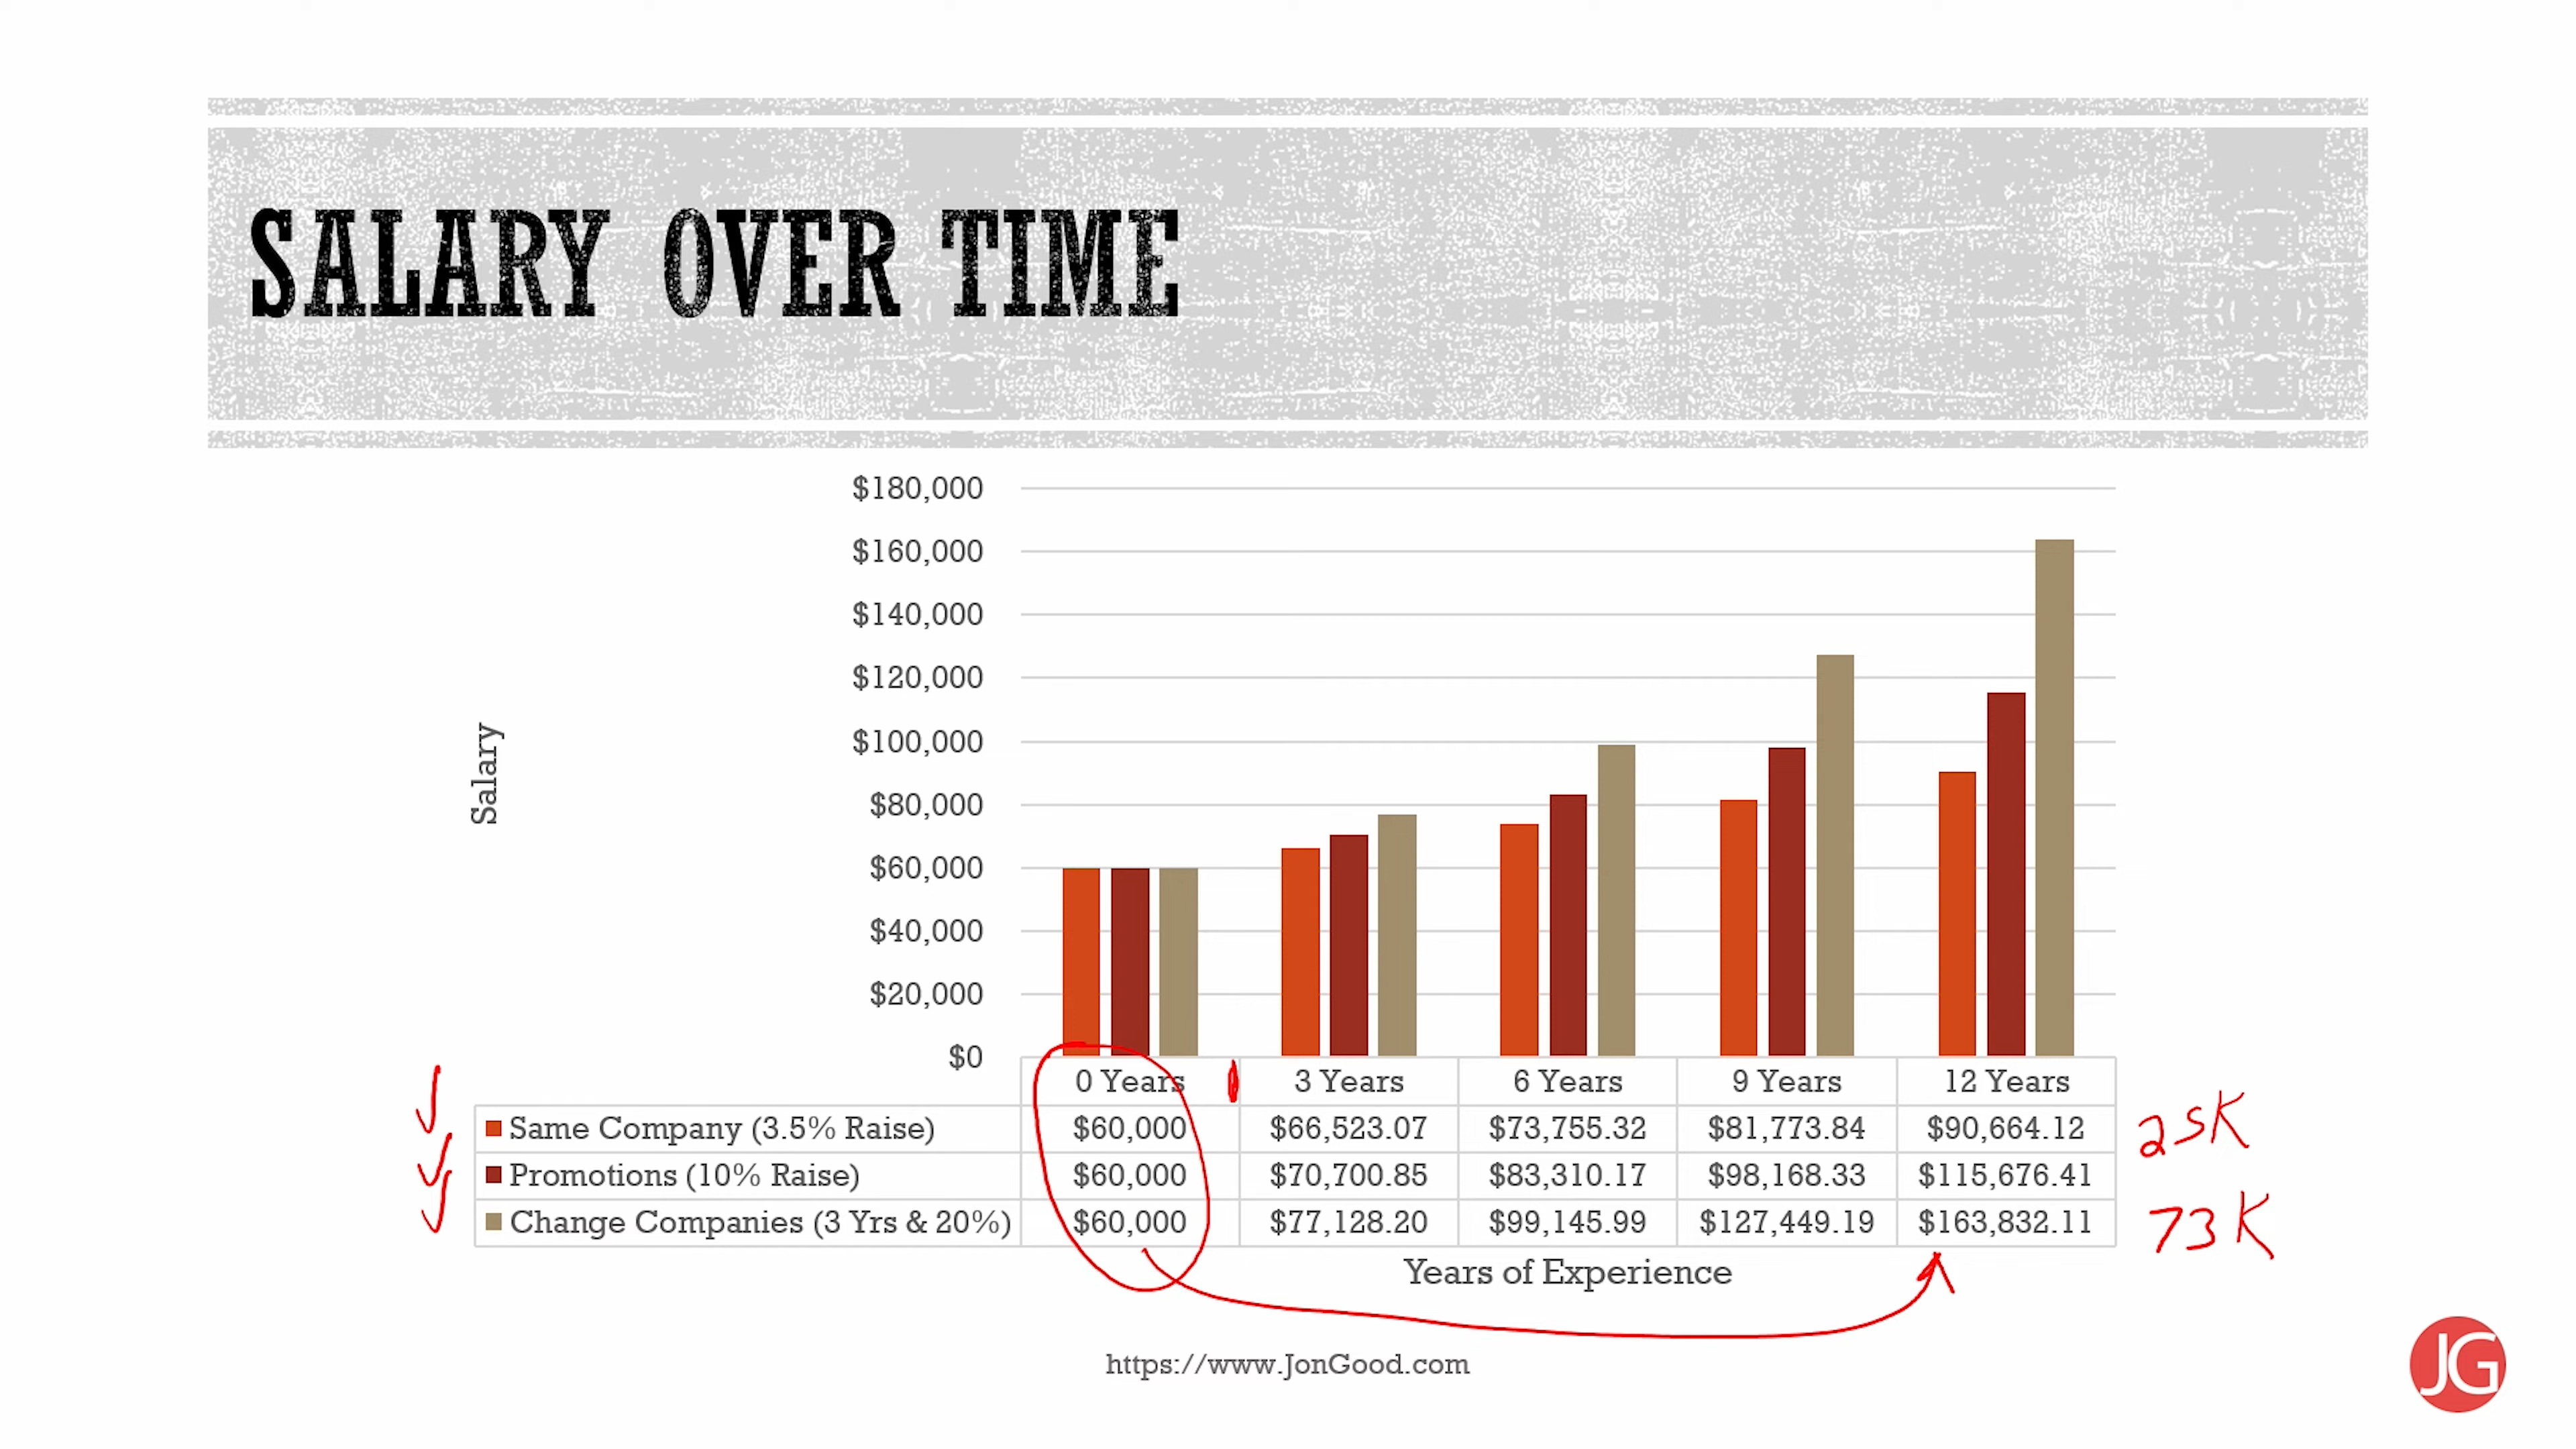 SALARY OVER TIME
$180,000
$160,000
$140,000
$120,000
$100,000
$80,000
$60,000
$40,000
$20,000
$0
Salary
0 Years 3 Years 6 Years 9 Years 12 Years
Same Company (3.5% Raise) $60,000 $66,523.07 $73,755.32 $81,773.84 $90,664.12 25K
Promotions (10% Raise) $60,000 $70,700.85 $83,310.17 $98,168.33 $115,676.41
Change Companies (3 Yrs & 20%) $60,000 $77,128.20 $99,145.99 $127,449.19 $163,832.11 73K
Years of Experience
https://www.JonGood.com
JG